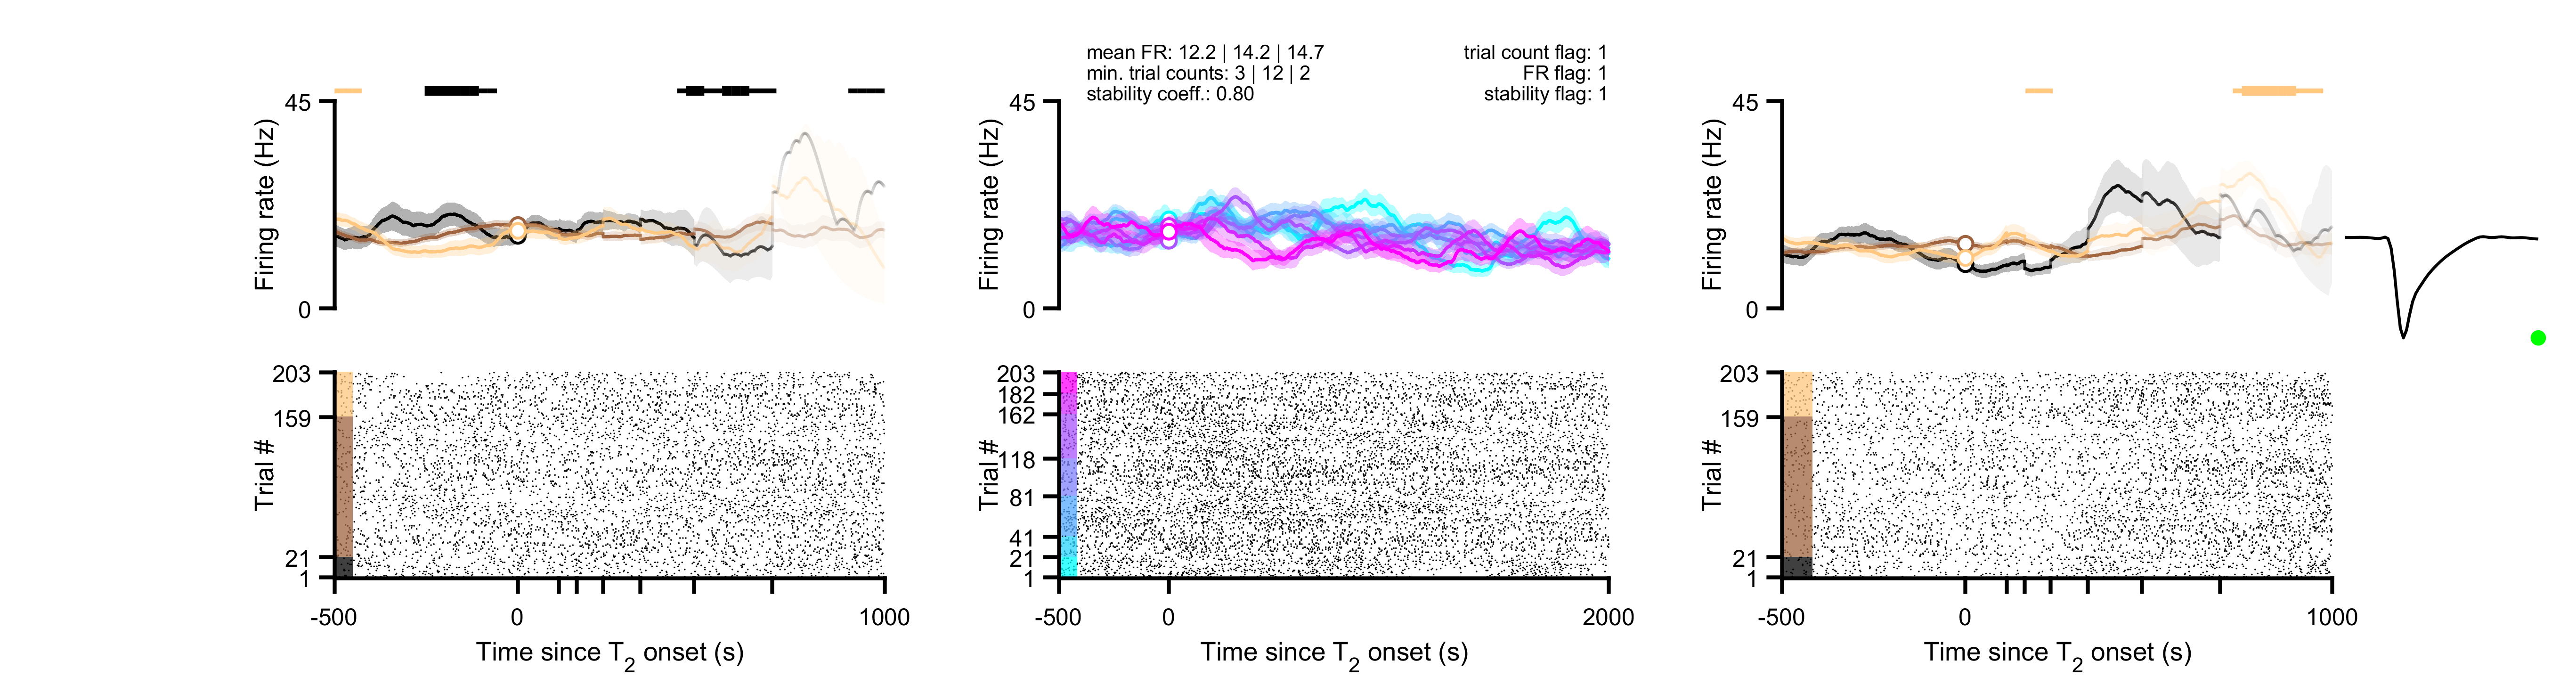 mean FR: 12.2 | 14.2 | 14.7
min. trial counts: 3 | 12 | 2
stability coeff.: 0.80
trial count flag: 1
FR flag: 1
stability flag: 1
45
0
Firing rate (Hz)
45
0
Firing rate (Hz)
45
0
Firing rate (Hz)
203
159
21
1
Trial #
-500
0
1000
Time since T2 onset (s)
203
182
162
118
81
41
21
1
Trial #
-500
0
2000
Time since T2 onset (s)
203
159
21
1
Trial #
-500
0
1000
Time since T2 onset (s)